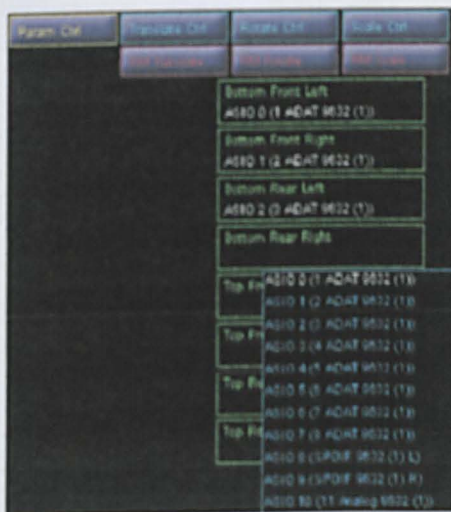 Param Ctrl
Translate Ctrl
Rotate Ctrl
Scale Ctrl
Bottom Front Left
ASIO 0 (1 ADAT 9632 (1))
Bottom Front Right
ASIO 1 (2 ADAT 9632 (1))
Bottom Rear Left
ASIO 2 (3 ADAT 9632 (1))
Bottom Rear Right
Top
Top
Top
Top
ASIO 0 (1 ADAT 9632 (1))
ASIO 1 (2 ADAT 9632 (1))
ASIO 2 (3 ADAT 9632 (1))
ASIO 3 (4 ADAT 9632 (1))
ASIO 4 (5 ADAT 9632 (1))
ASIO 5 (6 ADAT 9632 (1))
ASIO 6 (7 ADAT 9632 (1))
ASIO 7 (8 ADAT 9632 (1))
ASIO 8 (SPDIF 9632 (1) L)
ASIO 9 (SPDIF 9632 (1) R)
ASIO 10 (11 Analog 9632 (1))